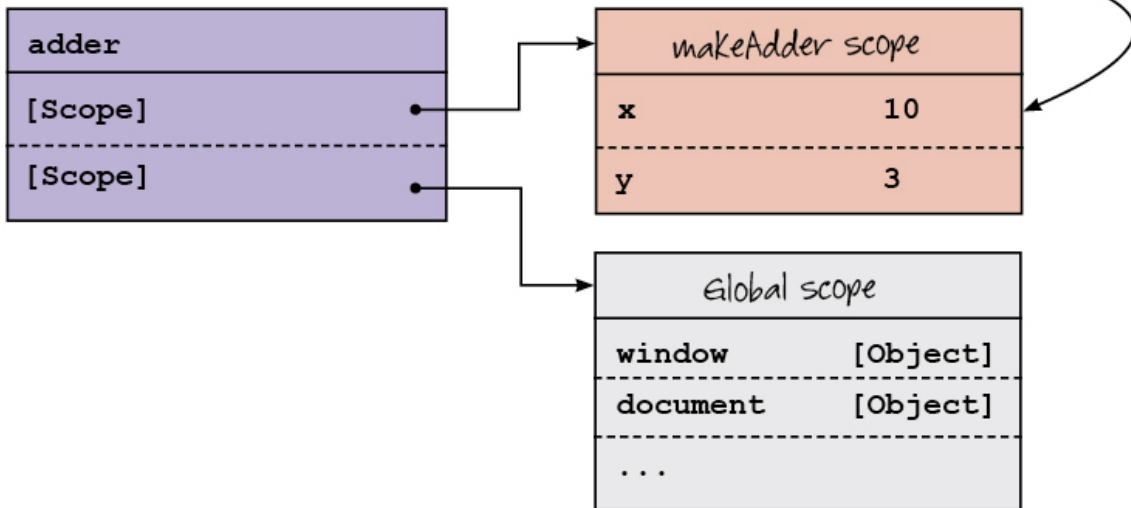 adder
[Scope]
[Scope]
makeAdder scope
x 10
y 3
Global scope
window [Object]
document [Object]
...